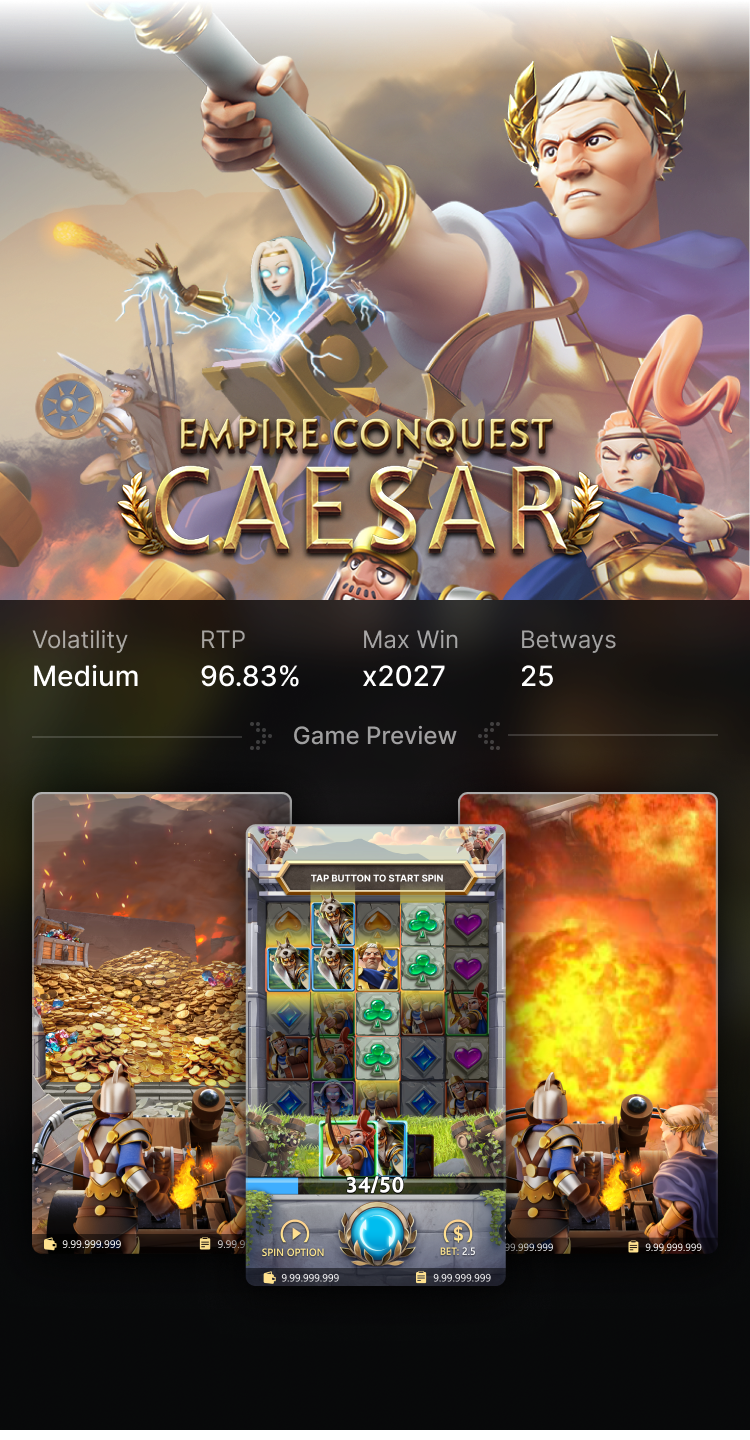 EMPIRE CONQUEST
CAESAR
Volatility RTP Max Win Betways
Medium 96.83% x2027 25
Game Preview
TAP BUTTON TO START SPIN
34/50
SPIN OPTION
BET: 2.5
9.99.999.999 9.9
9.99.999.999 9.99.999.999
99.999.999 9.99.999.999